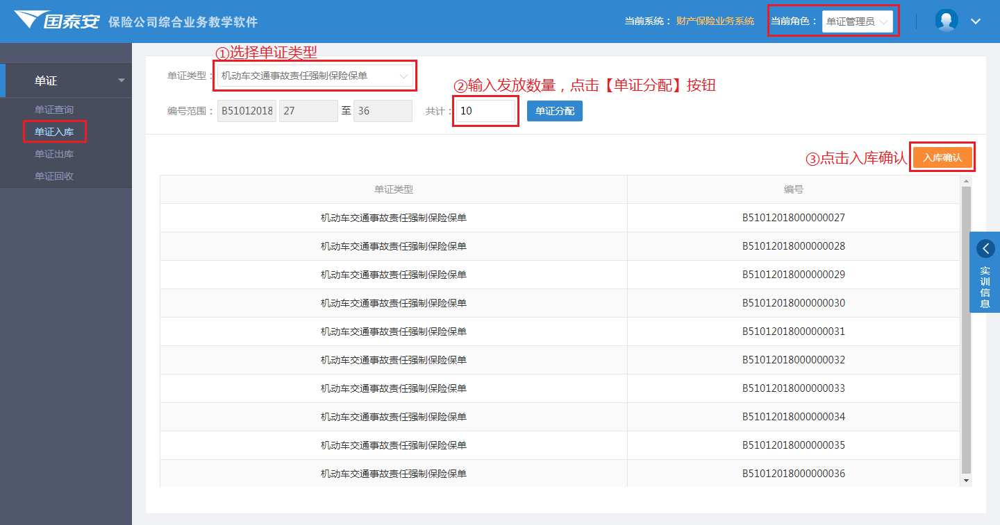 国泰安 保险公司综合业务教学软件
当前系统： 财产保险业务系统 当前角色： 单证管理员
单证
单证查询
单证入库
单证出库
单证回收
①选择单证类型
单证类型： 机动车交通事故责任强制保险保单
②输入发放数量，点击【单证分配】按钮
编号范围： B51012018 27 至 36 共计： 10 单证分配
③点击入库确认 入库确认
单证类型 编号
机动车交通事故责任强制保险保单 B51012018000000027
机动车交通事故责任强制保险保单 B51012018000000028
机动车交通事故责任强制保险保单 B51012018000000029
机动车交通事故责任强制保险保单 B51012018000000030
机动车交通事故责任强制保险保单 B51012018000000031
机动车交通事故责任强制保险保单 B51012018000000032
机动车交通事故责任强制保险保单 B51012018000000033
机动车交通事故责任强制保险保单 B51012018000000034
机动车交通事故责任强制保险保单 B51012018000000035
机动车交通事故责任强制保险保单 B51012018000000036
实训信息